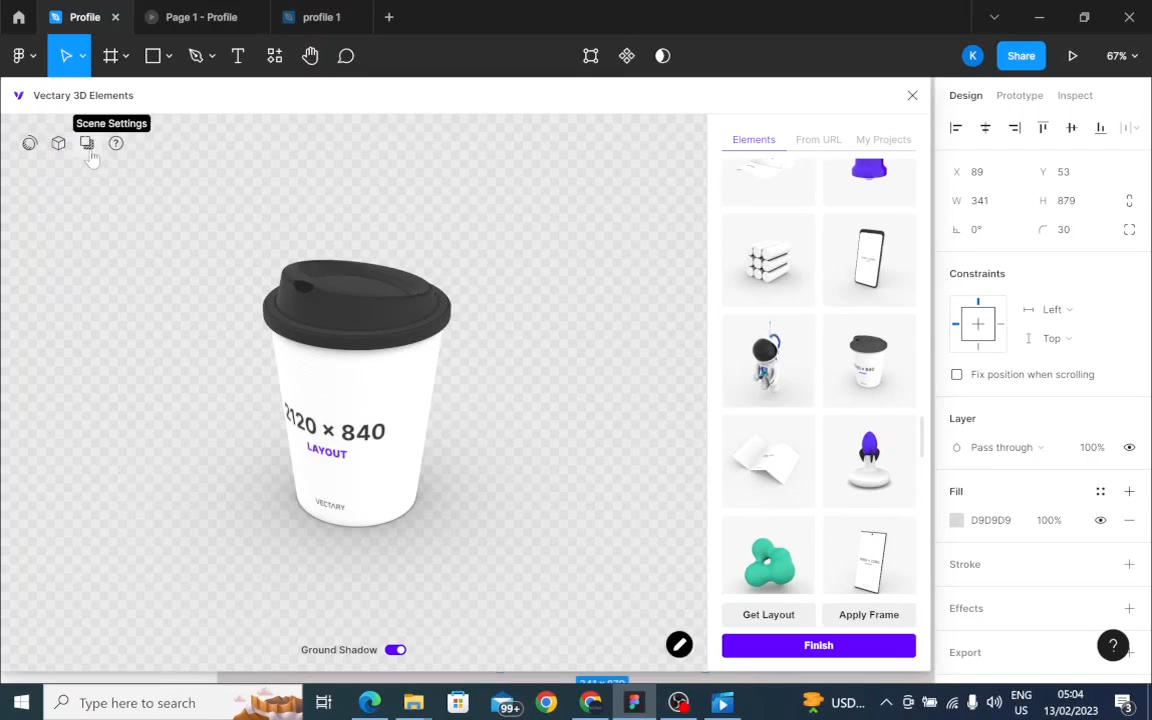 Profile
Page 1 - Profile
profile 1
K
Share
67%
Vectary 3D Elements
Scene Settings
Elements
From URL
My Projects
2120 × 840
LAYOUT
VECTARY
Ground Shadow
Get Layout
Apply Frame
Finish
Design
Prototype
Inspect
X 89
Y 53
W 341
H 879
0°
30
Constraints
Left
Top
Fix position when scrolling
Layer
Pass through
100%
Fill
D9D9D9
100%
Stroke
Effects
Export
?
Type here to search
99+
USD...
ENG
US
05:04
13/02/2023
3